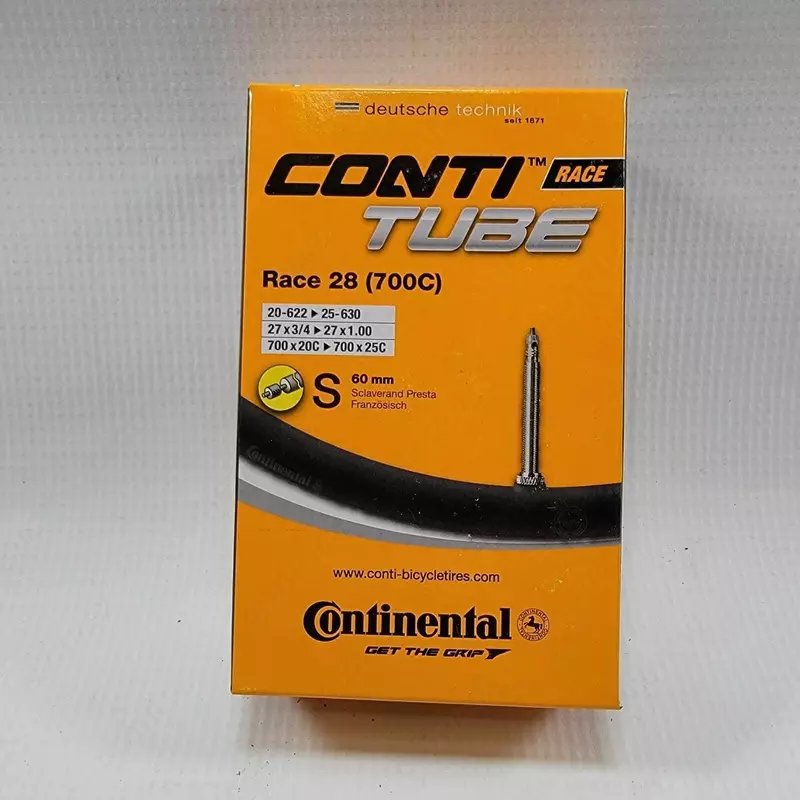 deutsche technik
seit 1871
CONTI™ RACE
TUBE
Race 28 (700C)
20-622 ▶ 25-630
27 x 3/4 ▶ 27 x 1.00
700 x 20C ▶ 700 x 25C
S 60 mm
Sclaverand Presta
Französisch
Continental
www.conti-bicycletires.com
Continental
GET THE GRIP